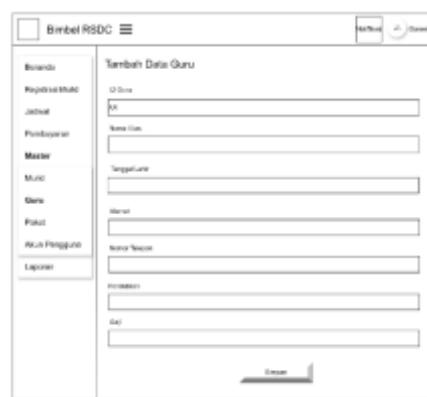 Bimbel RSDC
Notifikasi
Beranda
Tambah Data Guru
Registrasi Murid
ID Guru
Jadwal
Pembayaran
Nama Guru
Master
Murid
Tanggal Lahir
Guru
Paket
Alamat
Akun Pengguna
Nomor Telepon
Laporan
Pendidikan
Gaji
Simpan